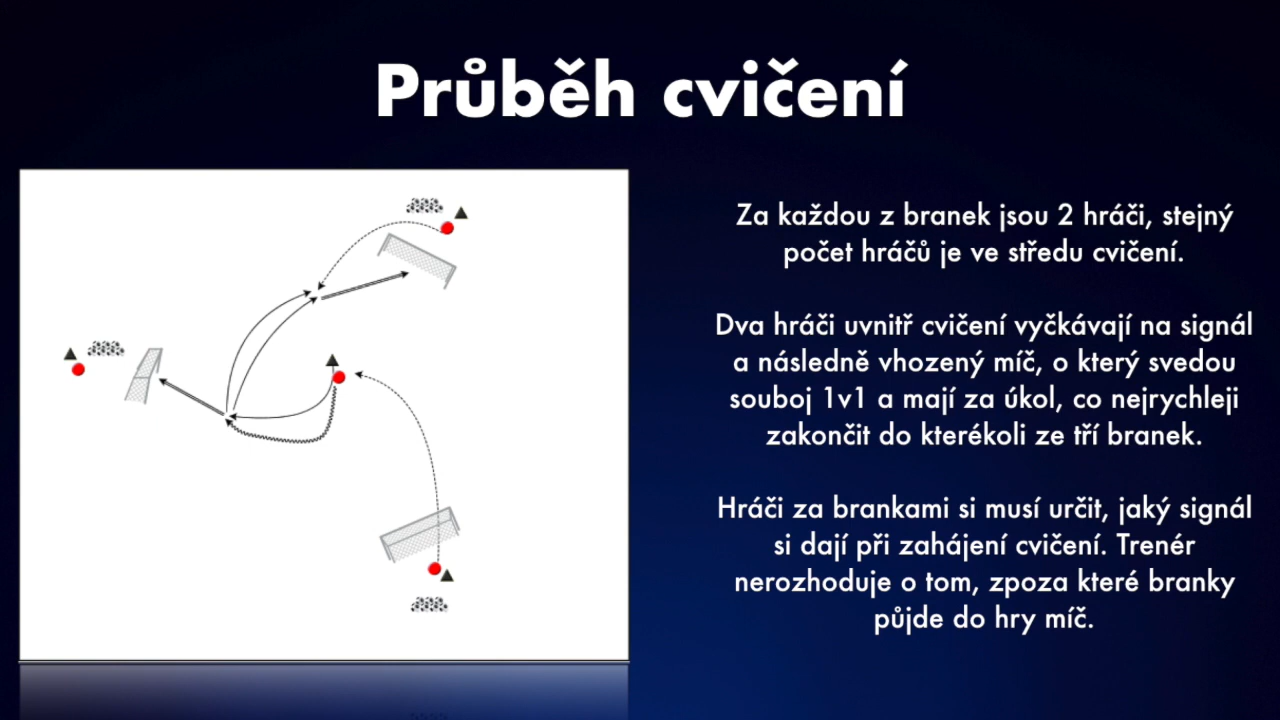 Průběh cvičení
Za každou z branek jsou 2 hráči, stejný
počet hráčů je ve středu cvičení.
Dva hráči uvnitř cvičení vyčkávají na signál
a následně vhozený míč, o který svedou
souboj 1v1 a mají za úkol, co nejrychleji
zakončit do kterékoli ze tří branek.
Hráči za brankami si musí určit, jaký signál
si dají při zahájení cvičení. Trenér
nerozhoduje o tom, zpoza které branky
půjde do hry míč.